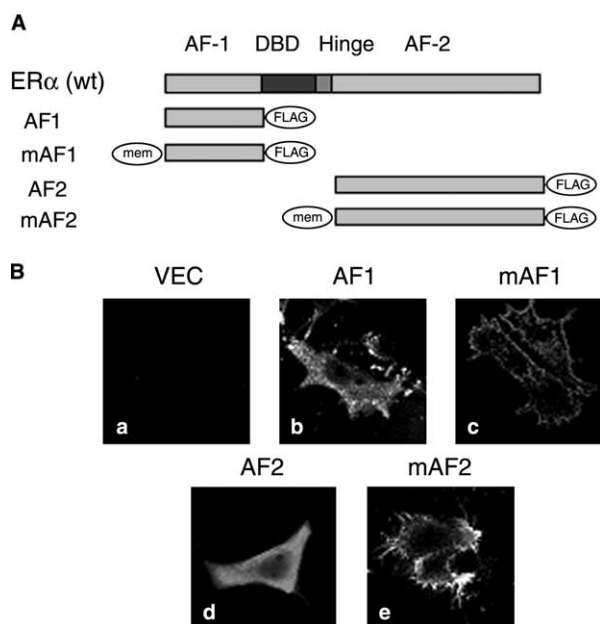 A
AF-1 DBD Hinge AF-2
ERα (wt)
AF1 FLAG
mem mAF1 FLAG
AF2 FLAG
mAF2 mem FLAG
B
VEC AF1 mAF1
a b c
AF2 mAF2
d e